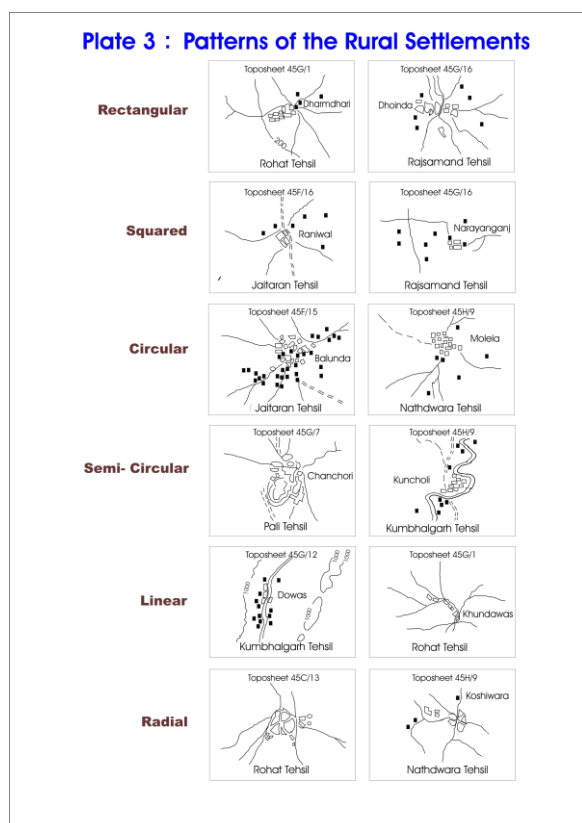 Plate 3 : Patterns of the Rural Settlements
Rectangular
Toposheet 45G/1
Dharmdhari
200
Rohat Tehsil
Toposheet 45G/16
Dhoinda
Rajsamand Tehsil
Squared
Toposheet 45F/16
Raniwal
Jaitaran Tehsil
Toposheet 45G/16
Narayanganj
Rajsamand Tehsil
Circular
Toposheet 45F/15
Balunda
Jaitaran Tehsil
Toposheet 45H/9
Molela
Nathdwara Tehsil
Semi- Circular
Toposheet 45G/7
Chanchori
Pali Tehsil
Toposheet 45H/9
Kuncholi
Kumbhalgarh Tehsil
Linear
Toposheet 45G/12
1000
Dowas
1000
1000
1000
Kumbhalgarh Tehsil
Toposheet 45G/1
Khundawas
Rohat Tehsil
Radial
Toposheet 45C/13
Rohat Tehsil
Toposheet 45H/9
Koshiwara
Nathdwara Tehsil